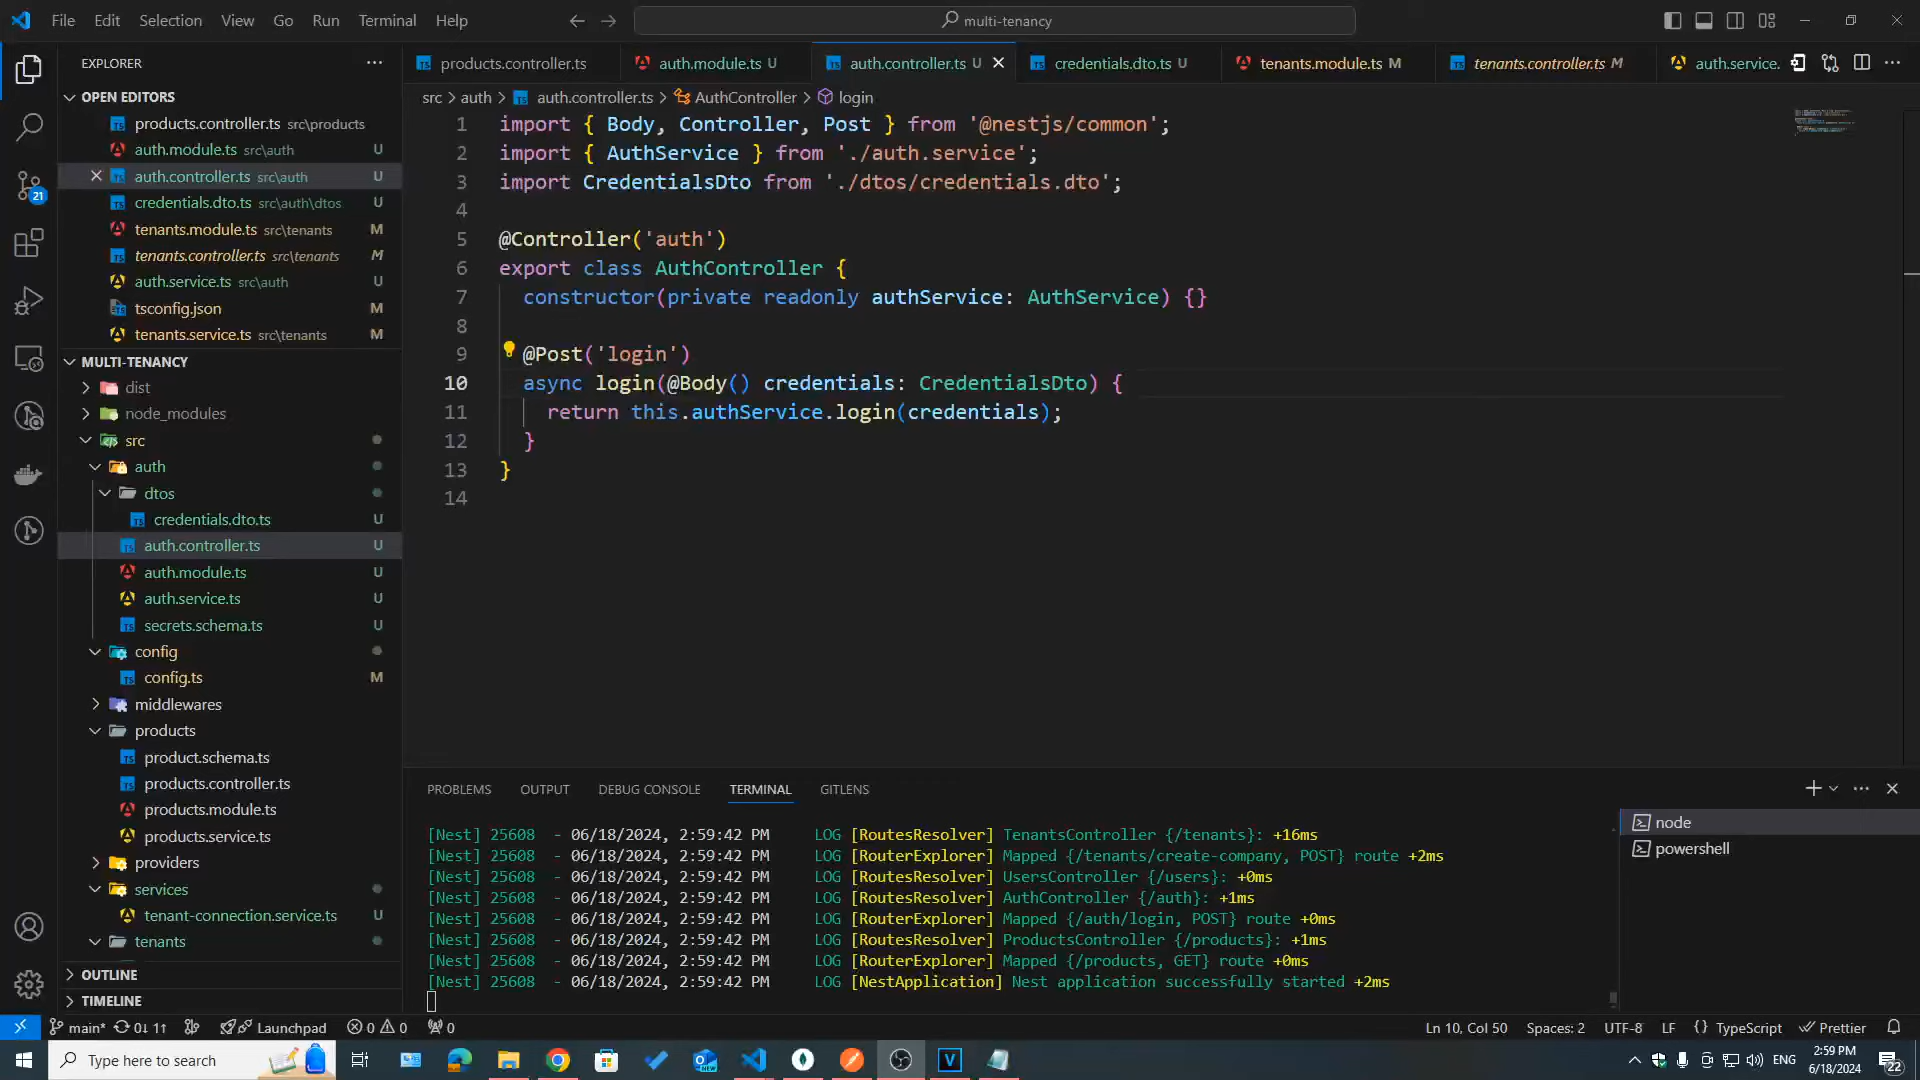 File Edit Selection View Go Run Terminal Help
multi-tenancy
EXPLORER
OPEN EDITORS
products.controller.ts src\products
auth.module.ts src\auth U
auth.controller.ts src\auth U
credentials.dto.ts src\auth\dtos U
tenants.module.ts src\tenants M
tenants.controller.ts src\tenants M
auth.service.ts src\auth U
tsconfig.json M
tenants.service.ts src\tenants M
MULTI-TENANCY
dist
node_modules
src
auth
dtos
credentials.dto.ts U
auth.controller.ts U
auth.module.ts U
auth.service.ts U
secrets.schema.ts U
config
config.ts M
middlewares
products
product.schema.ts
products.controller.ts
products.module.ts
products.service.ts
providers
services
tenant-connection.service.ts U
tenants
OUTLINE
TIMELINE
21
products.controller.ts auth.module.ts U auth.controller.ts U credentials.dto.ts U tenants.module.ts M tenants.controller.ts M auth.service.
src > auth > auth.controller.ts > AuthController > login
1 import { Body, Controller, Post } from '@nestjs/common';
2 import { AuthService } from './auth.service';
3 import CredentialsDto from './dtos/credentials.dto';
4
5 @Controller('auth')
6 export class AuthController {
7 constructor(private readonly authService: AuthService) {}
8
9 @Post('login')
10 async login(@Body() credentials: CredentialsDto) {
11 return this.authService.login(credentials);
12 }
13 }
14
PROBLEMS OUTPUT DEBUG CONSOLE TERMINAL GITLENS
[Nest] 25608 - 06/18/2024, 2:59:42 PM LOG [RoutesResolver] TenantsController {/tenants}: +16ms
[Nest] 25608 - 06/18/2024, 2:59:42 PM LOG [RouterExplorer] Mapped {/tenants/create-company, POST} route +2ms
[Nest] 25608 - 06/18/2024, 2:59:42 PM LOG [RoutesResolver] UsersController {/users}: +0ms
[Nest] 25608 - 06/18/2024, 2:59:42 PM LOG [RoutesResolver] AuthController {/auth}: +1ms
[Nest] 25608 - 06/18/2024, 2:59:42 PM LOG [RouterExplorer] Mapped {/auth/login, POST} route +0ms
[Nest] 25608 - 06/18/2024, 2:59:42 PM LOG [RoutesResolver] ProductsController {/products}: +1ms
[Nest] 25608 - 06/18/2024, 2:59:42 PM LOG [RouterExplorer] Mapped {/products, GET} route +0ms
[Nest] 25608 - 06/18/2024, 2:59:42 PM LOG [NestApplication] Nest application successfully started +2ms
node
powershell
main* 0↓ 1↑ Launchpad 0 0 0
Ln 10, Col 50 Spaces: 2 UTF-8 LF {} TypeScript Prettier
Type here to search
ENG
2:59 PM
6/18/2024
22